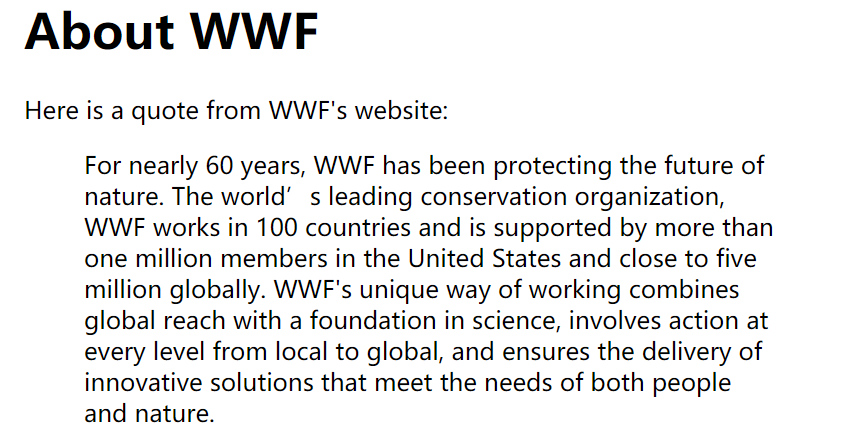 About WWF
Here is a quote from WWF's website:
For nearly 60 years, WWF has been protecting the future of
nature. The world’s leading conservation organization,
WWF works in 100 countries and is supported by more than
one million members in the United States and close to five
million globally. WWF's unique way of working combines
global reach with a foundation in science, involves action at
every level from local to global, and ensures the delivery of
innovative solutions that meet the needs of both people
and nature.